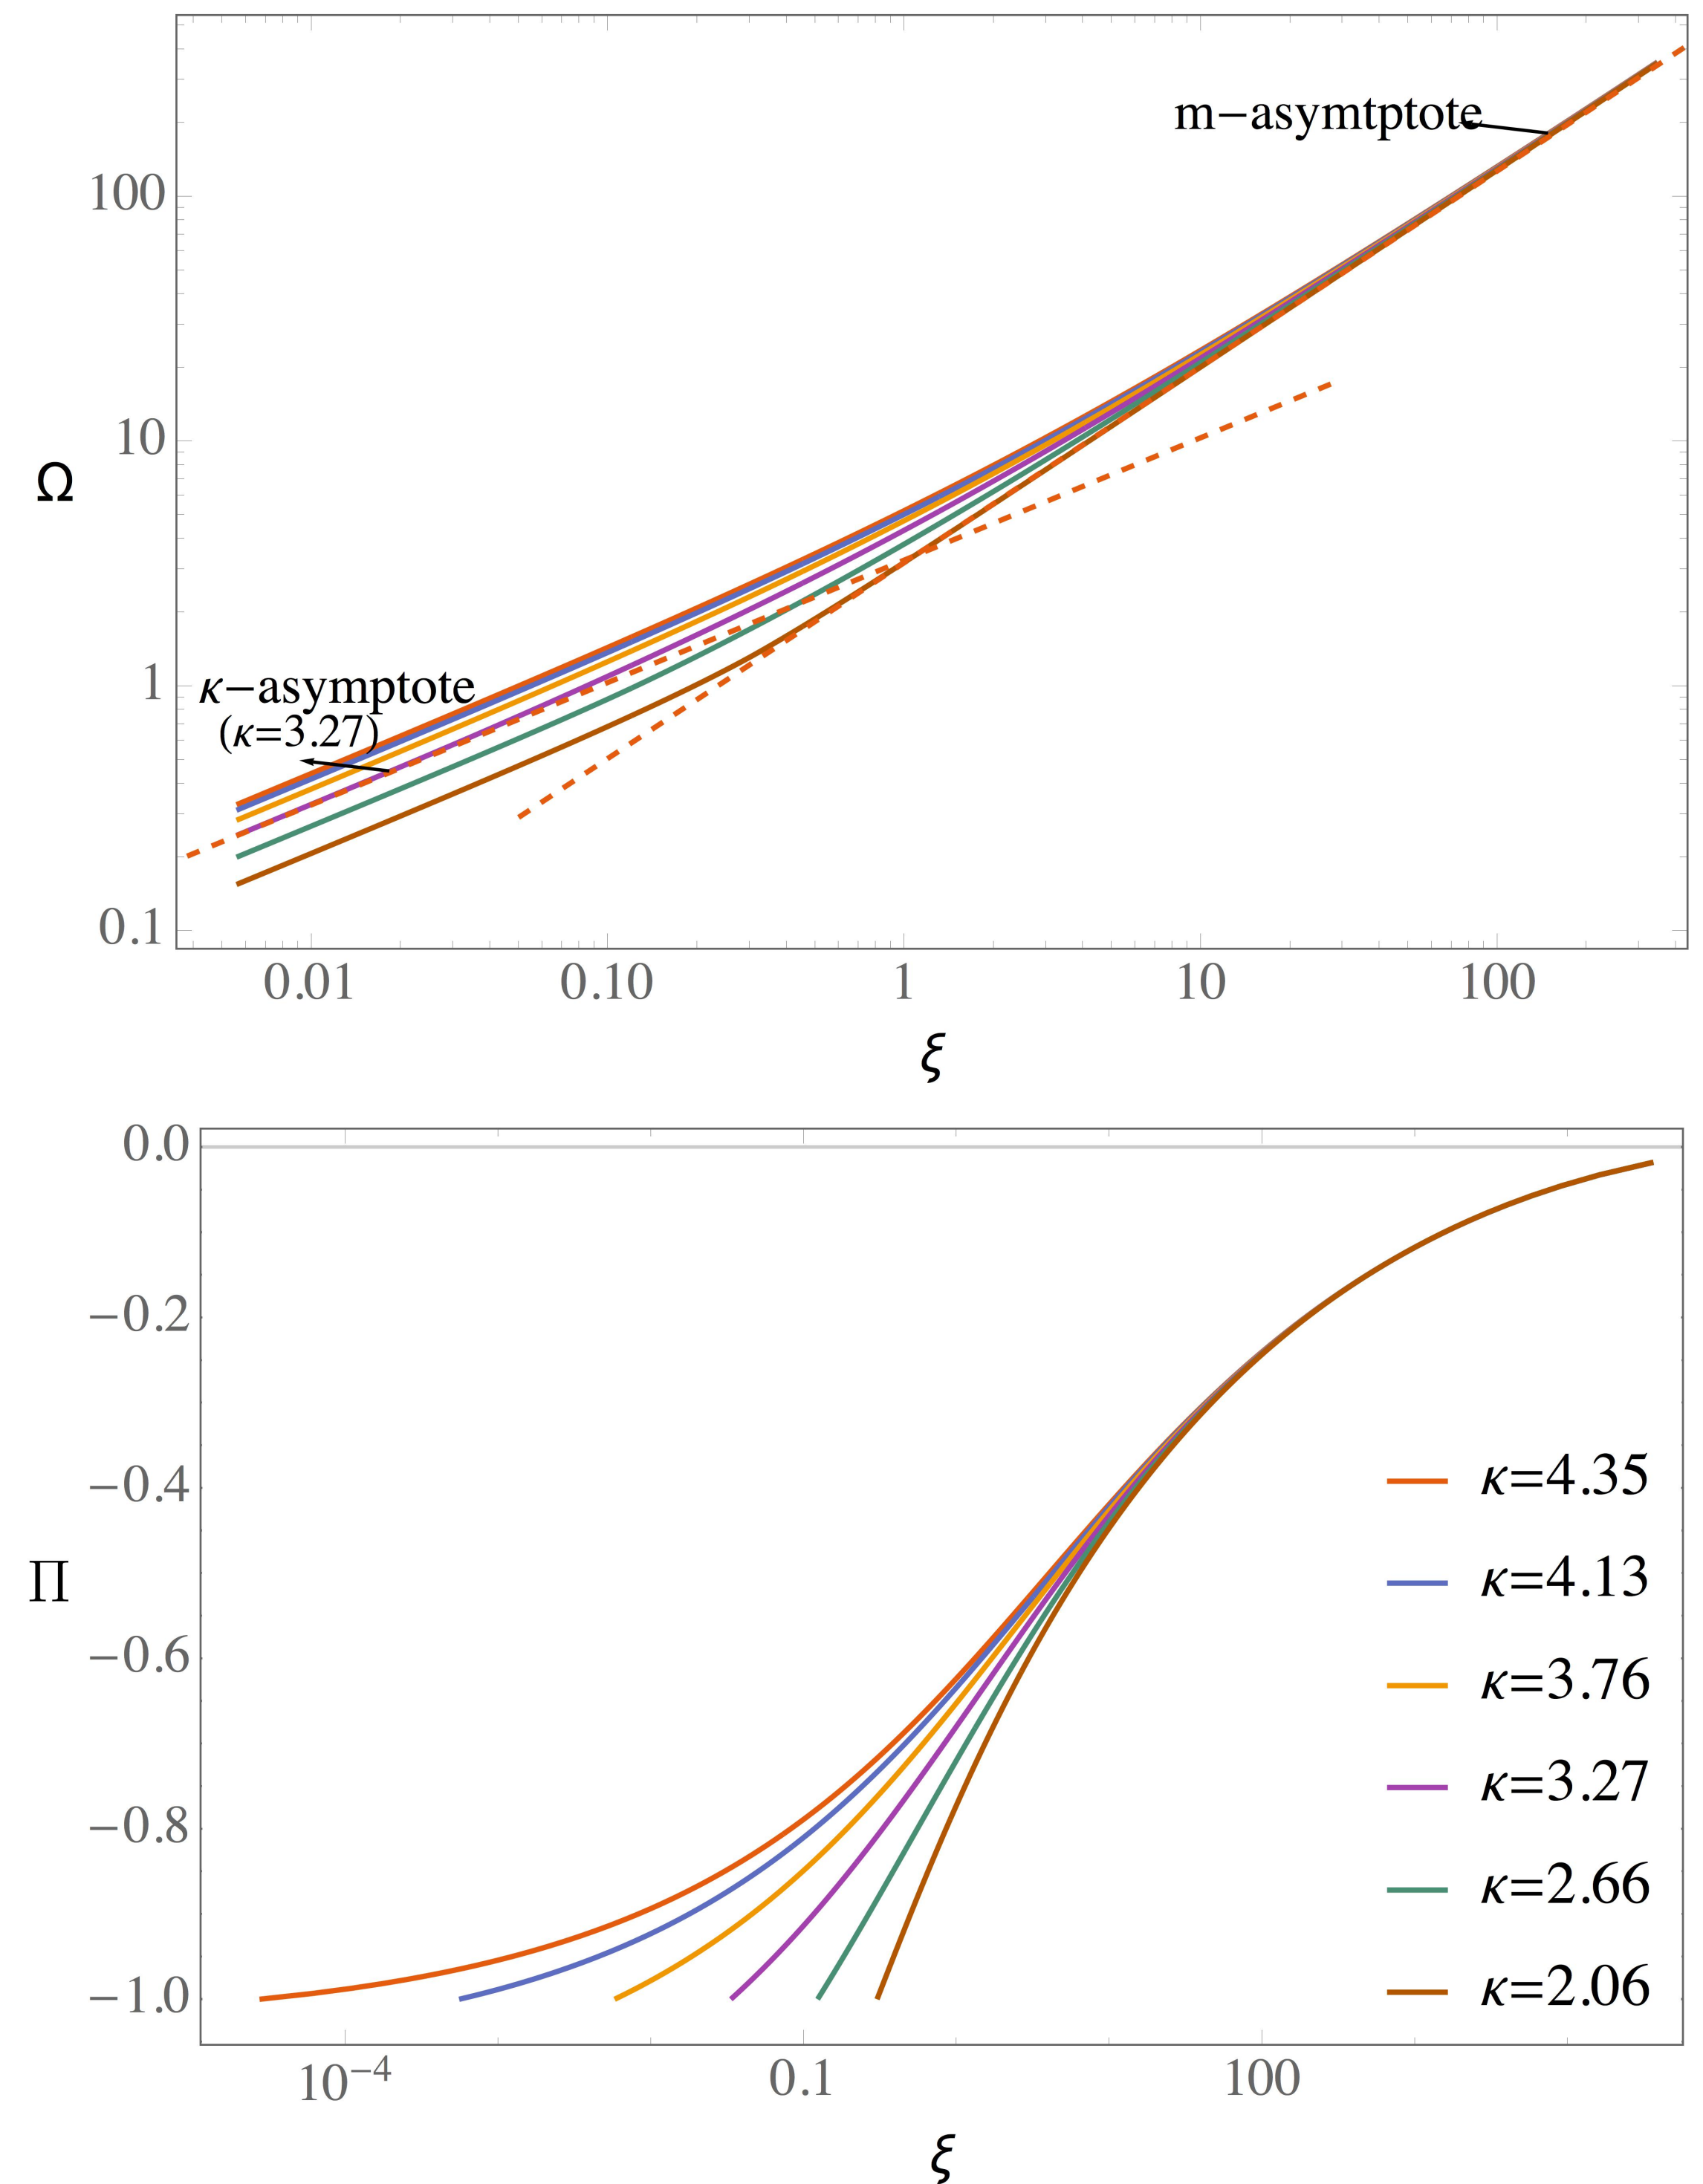 m−asymtptote
100
10
Ω
1
κ−asymptote
(κ=3.27)
0.1
0.01 0.10 1 10 100
ξ
0.0
−0.2
−0.4
κ=4.35
Π
κ=4.13
−0.6
κ=3.76
κ=3.27
−0.8
κ=2.66
−1.0
κ=2.06
10−4 0.1 100
ξ